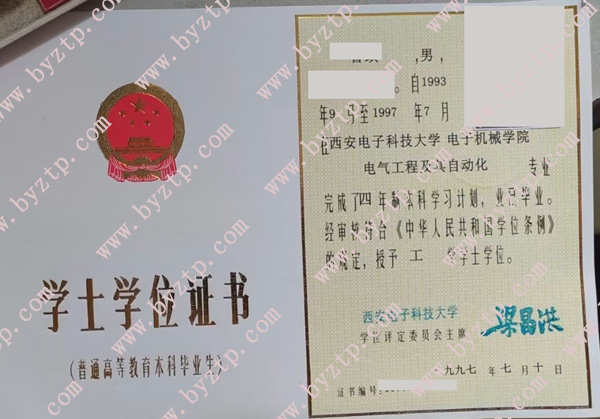 学士学位证书
(普通高等教育本科毕业生)
,男,
。自1993
年9月至1997 年7月
在西安电子科技大学 电子机械学院
电气工程及其自动化 专业
完成了四年制本科学习计划,业已毕业。
经审核符合《中华人民共和国学位条例》
的规定,授予 工 学学士学位。
西安电子科技大学
学位评定委员会主席 梁昌洪
一九九七年七月十日
证书编号:
www.byztp.com